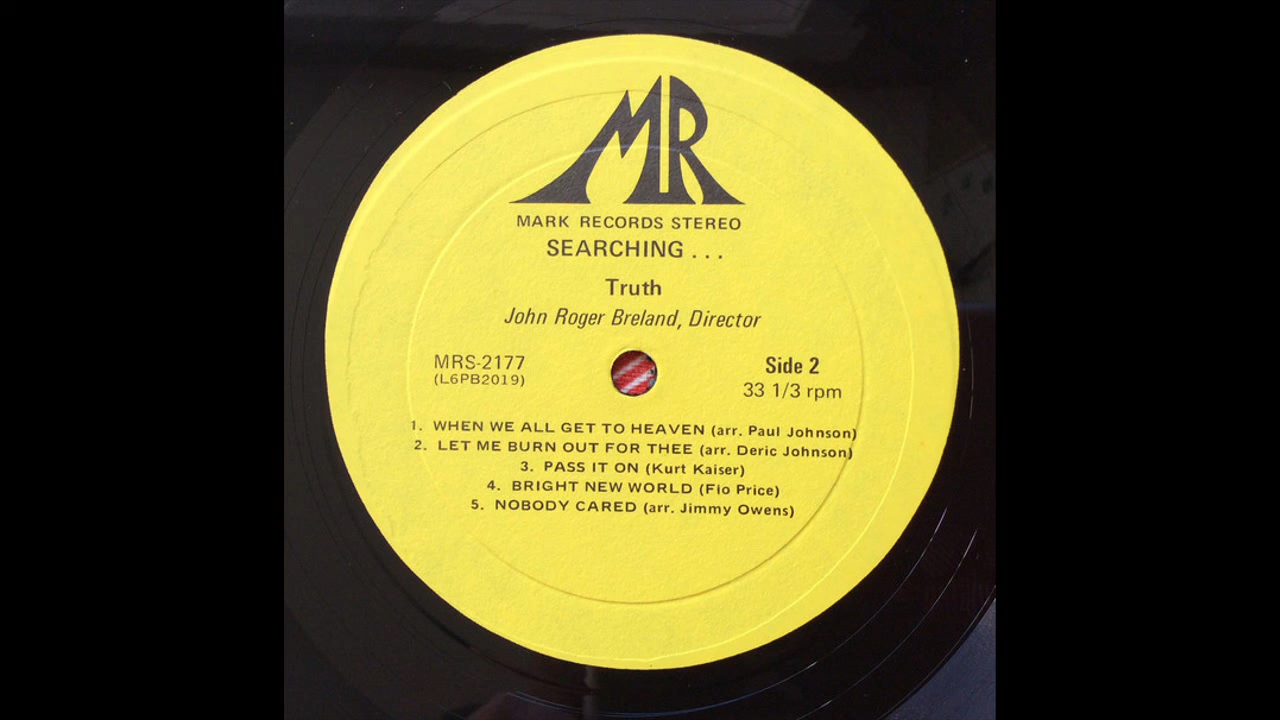 MR
MARK RECORDS STEREO
SEARCHING . . .
Truth
John Roger Breland, Director
MRS-2177
(L6PB2019)
Side 2
33 1/3 rpm
1. WHEN WE ALL GET TO HEAVEN (arr. Paul Johnson)
2. LET ME BURN OUT FOR THEE (arr. Deric Johnson)
3. PASS IT ON (Kurt Kaiser)
4. BRIGHT NEW WORLD (Flo Price)
5. NOBODY CARED (arr. Jimmy Owens)